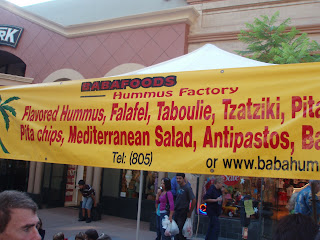 RK
BABAFOODS
Hummus Factory
Flavored Hummus, Falafel, Taboulie, Tzatziki, Pita
Pita chips, Mediterranean Salad, Antipastos, Ba
Tel: (805)
or www.babahum